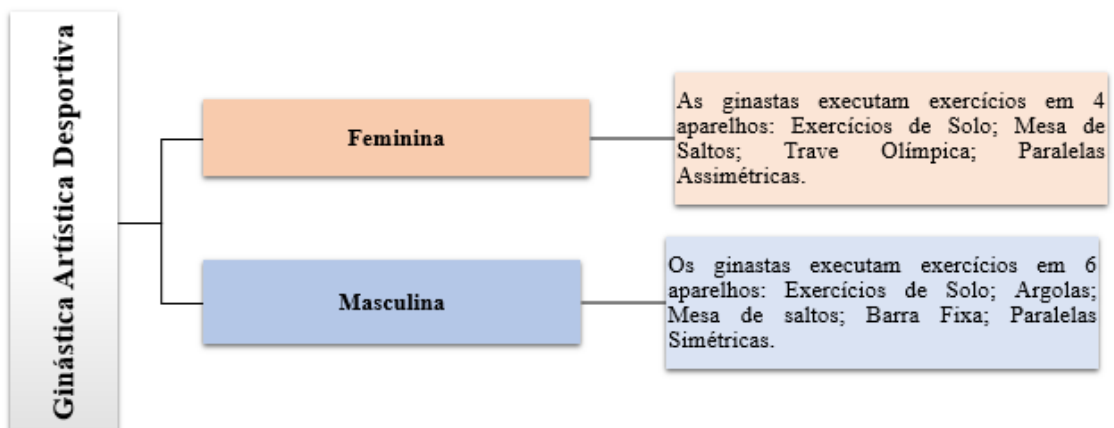 Ginástica Artística Desportiva
Feminina
As ginastas executam exercícios em 4
aparelhos: Exercícios de Solo; Mesa de
Saltos; Trave Olímpica; Paralelas
Assimétricas.
Masculina
Os ginastas executam exercícios em 6
aparelhos: Exercícios de Solo; Argolas;
Mesa de saltos; Barra Fixa; Paralelas
Simétricas.